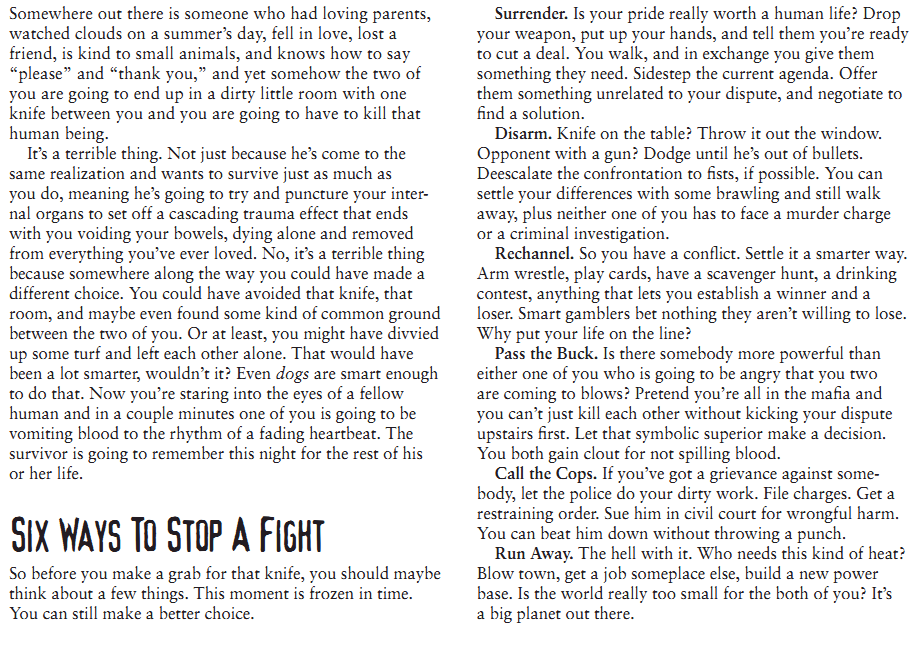 Somewhere out there is someone who had loving parents,
watched clouds on a summer’s day, fell in love, lost a
friend, is kind to small animals, and knows how to say
“please” and “thank you,” and yet somehow the two of
you are going to end up in a dirty little room with one
knife between you and you are going to have to kill that
human being.
It’s a terrible thing. Not just because he’s come to the
same realization and wants to survive just as much as
you do, meaning he’s going to try and puncture your inter-
nal organs to set off a cascading trauma effect that ends
with you voiding your bowels, dying alone and removed
from everything you’ve ever loved. No, it’s a terrible thing
because somewhere along the way you could have made a
different choice. You could have avoided that knife, that
room, and maybe even found some kind of common ground
between the two of you. Or at least, you might have divvied
up some turf and left each other alone. That would have
been a lot smarter, wouldn’t it? Even dogs are smart enough
to do that. Now you’re staring into the eyes of a fellow
human and in a couple minutes one of you is going to be
vomiting blood to the rhythm of a fading heartbeat. The
survivor is going to remember this night for the rest of his
or her life.
Six Ways To Stop A Fight
So before you make a grab for that knife, you should maybe
think about a few things. This moment is frozen in time.
You can still make a better choice.
Surrender. Is your pride really worth a human life? Drop
your weapon, put up your hands, and tell them you’re ready
to cut a deal. You walk, and in exchange you give them
something they need. Sidestep the current agenda. Offer
them something unrelated to your dispute, and negotiate to
find a solution.
Disarm. Knife on the table? Throw it out the window.
Opponent with a gun? Dodge until he’s out of bullets.
Deescalate the confrontation to fists, if possible. You can
settle your differences with some brawling and still walk
away, plus neither one of you has to face a murder charge
or a criminal investigation.
Rechannel. So you have a conflict. Settle it a smarter way.
Arm wrestle, play cards, have a scavenger hunt, a drinking
contest, anything that lets you establish a winner and a
loser. Smart gamblers bet nothing they aren’t willing to lose.
Why put your life on the line?
Pass the Buck. Is there somebody more powerful than
either one of you who is going to be angry that you two
are coming to blows? Pretend you’re all in the mafia and
you can’t just kill each other without kicking your dispute
upstairs first. Let that symbolic superior make a decision.
You both gain clout for not spilling blood.
Call the Cops. If you’ve got a grievance against some-
body, let the police do your dirty work. File charges. Get a
restraining order. Sue him in civil court for wrongful harm.
You can beat him down without throwing a punch.
Run Away. The hell with it. Who needs this kind of heat?
Blow town, get a job someplace else, build a new power
base. Is the world really too small for the both of you? It’s
a big planet out there.